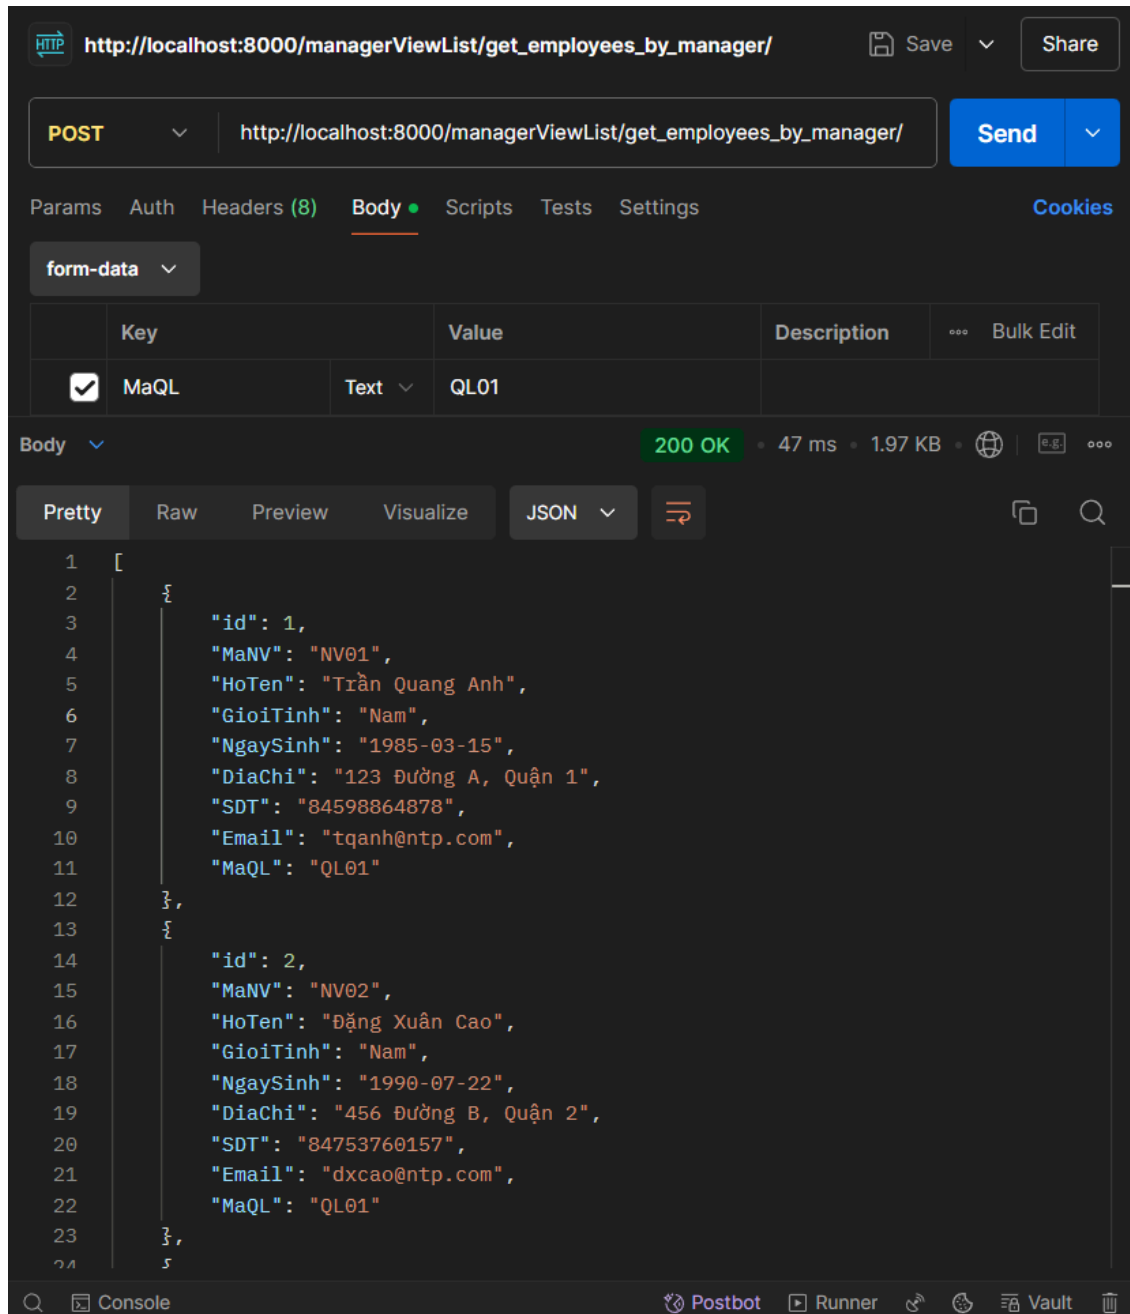 HTTP http://localhost:8000/managerViewList/get_employees_by_manager/ Save Share
POST http://localhost:8000/managerViewList/get_employees_by_manager/ Send
Params Auth Headers (8) Body Scripts Tests Settings Cookies
form-data
Key Value Description Bulk Edit
MaQL Text QL01
Body 200 OK 47 ms 1.97 KB e.g.
Pretty Raw Preview Visualize JSON
1 [
2 {
3 "id": 1,
4 "MaNV": "NV01",
5 "HoTen": "Trần Quang Anh",
6 "GioiTinh": "Nam",
7 "NgaySinh": "1985-03-15",
8 "DiaChi": "123 Đường A, Quận 1",
9 "SDT": "84598864878",
10 "Email": "tqanh@ntp.com",
11 "MaQL": "QL01"
12 },
13 {
14 "id": 2,
15 "MaNV": "NV02",
16 "HoTen": "Đặng Xuân Cao",
17 "GioiTinh": "Nam",
18 "NgaySinh": "1990-07-22",
19 "DiaChi": "456 Đường B, Quận 2",
20 "SDT": "84753760157",
21 "Email": "dxcao@ntp.com",
22 "MaQL": "QL01"
23 },
24 {
Console Postbot Runner Vault